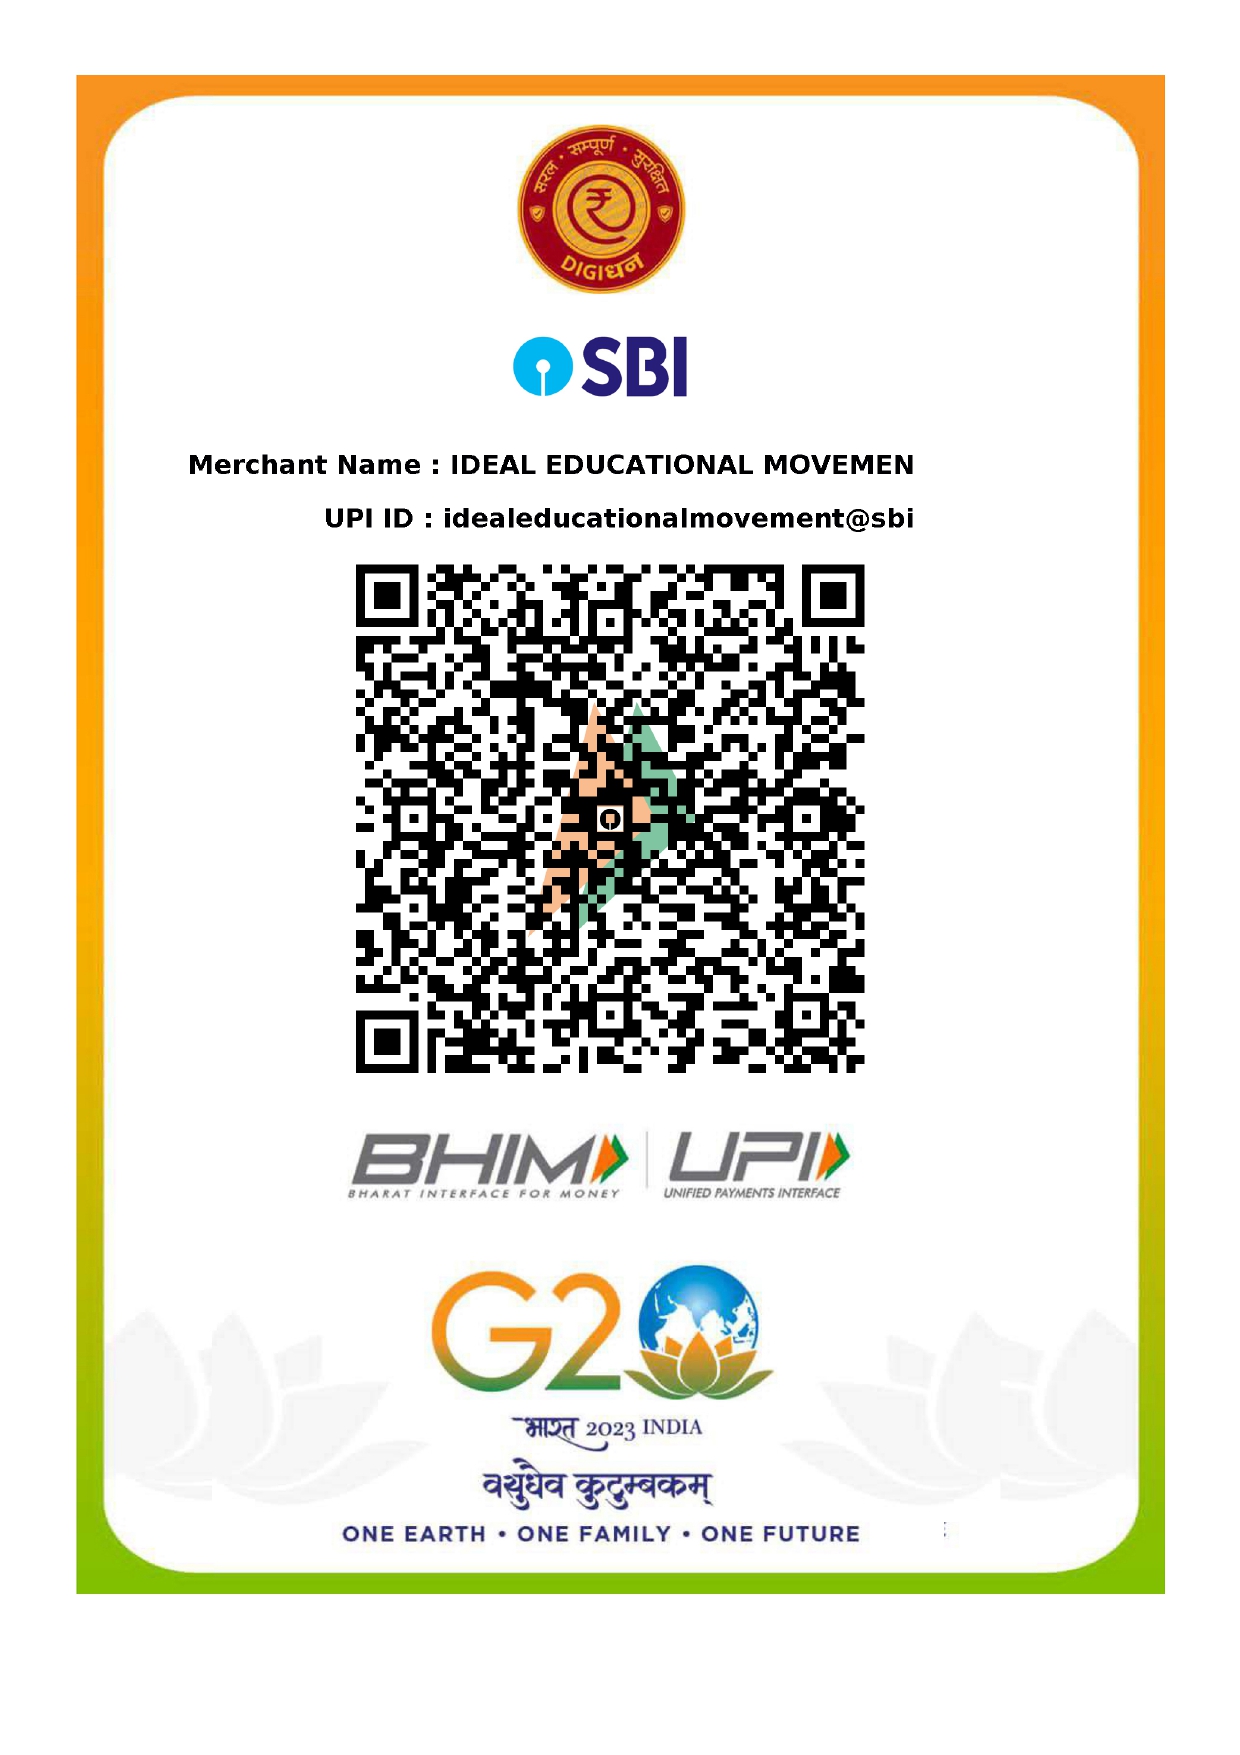 सरल • सम्पूर्ण • सुरक्षित
DIGIधन
SBI
Merchant Name : IDEAL EDUCATIONAL MOVEMEN
UPI ID : idealeducationalmovement@sbi
BHIM UPI
BHARAT INTERFACE FOR MONEY UNIFIED PAYMENTS INTERFACE
G20
भारत 2023 INDIA
वसुधैव कुटुम्बकम्
ONE EARTH • ONE FAMILY • ONE FUTURE